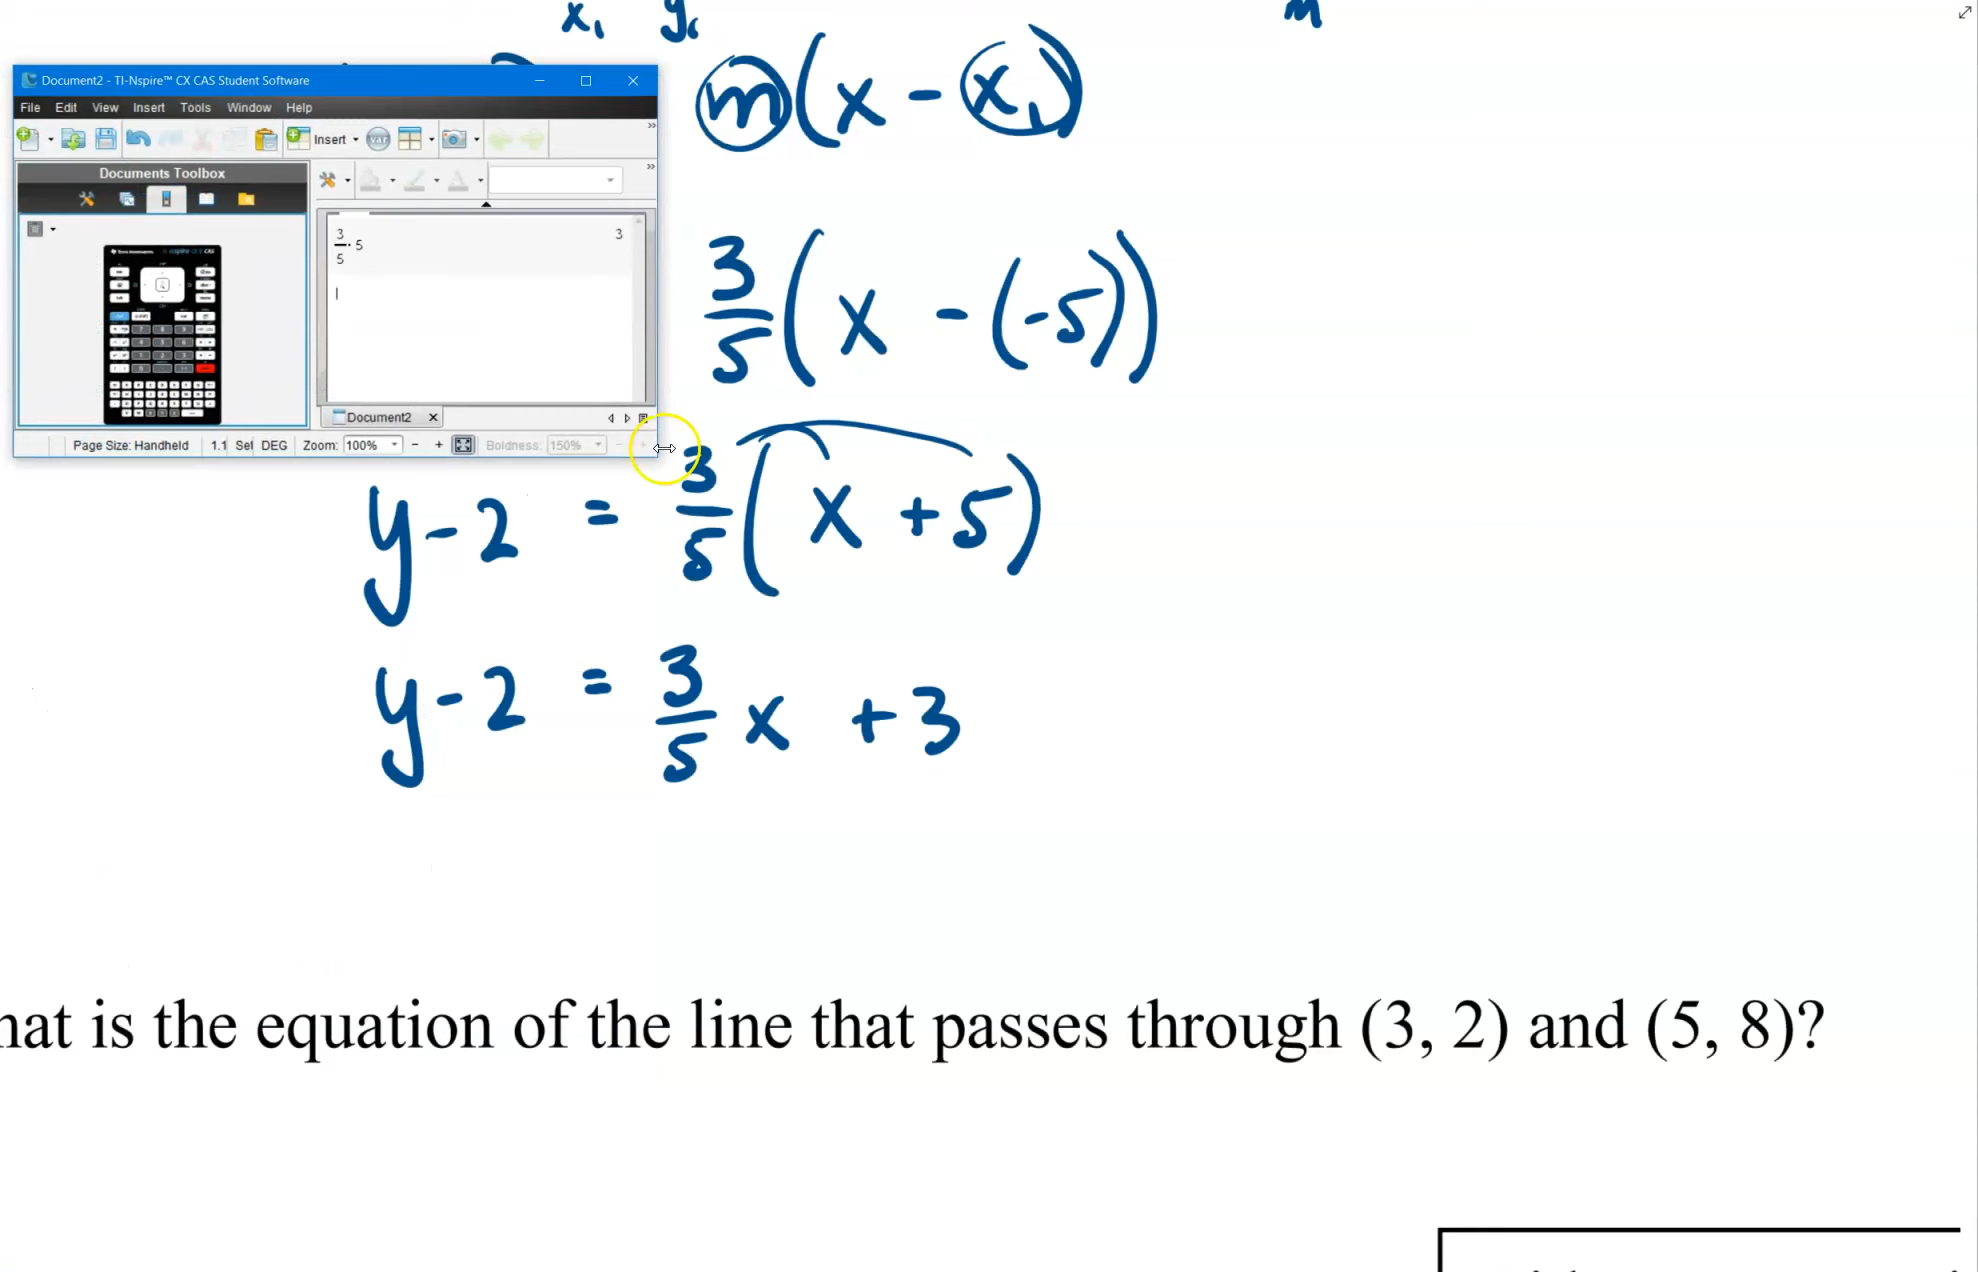 x₁ y₁ m
m(x - x₁)
Document2 - TI-Nspire™ CX CAS Student Software
File Edit View Insert Tools Window Help
Insert
var
Documents Toolbox
3/5 · 5 3
Document2
Page Size: Handheld 1.1 Set DEG Zoom: 100% - + Boldness: 150% - +
3/5 (x - (-5))
y - 2 = 3/5 (x + 5)
y - 2 = 3/5 x + 3
hat is the equation of the line that passes through (3, 2) and (5, 8)?